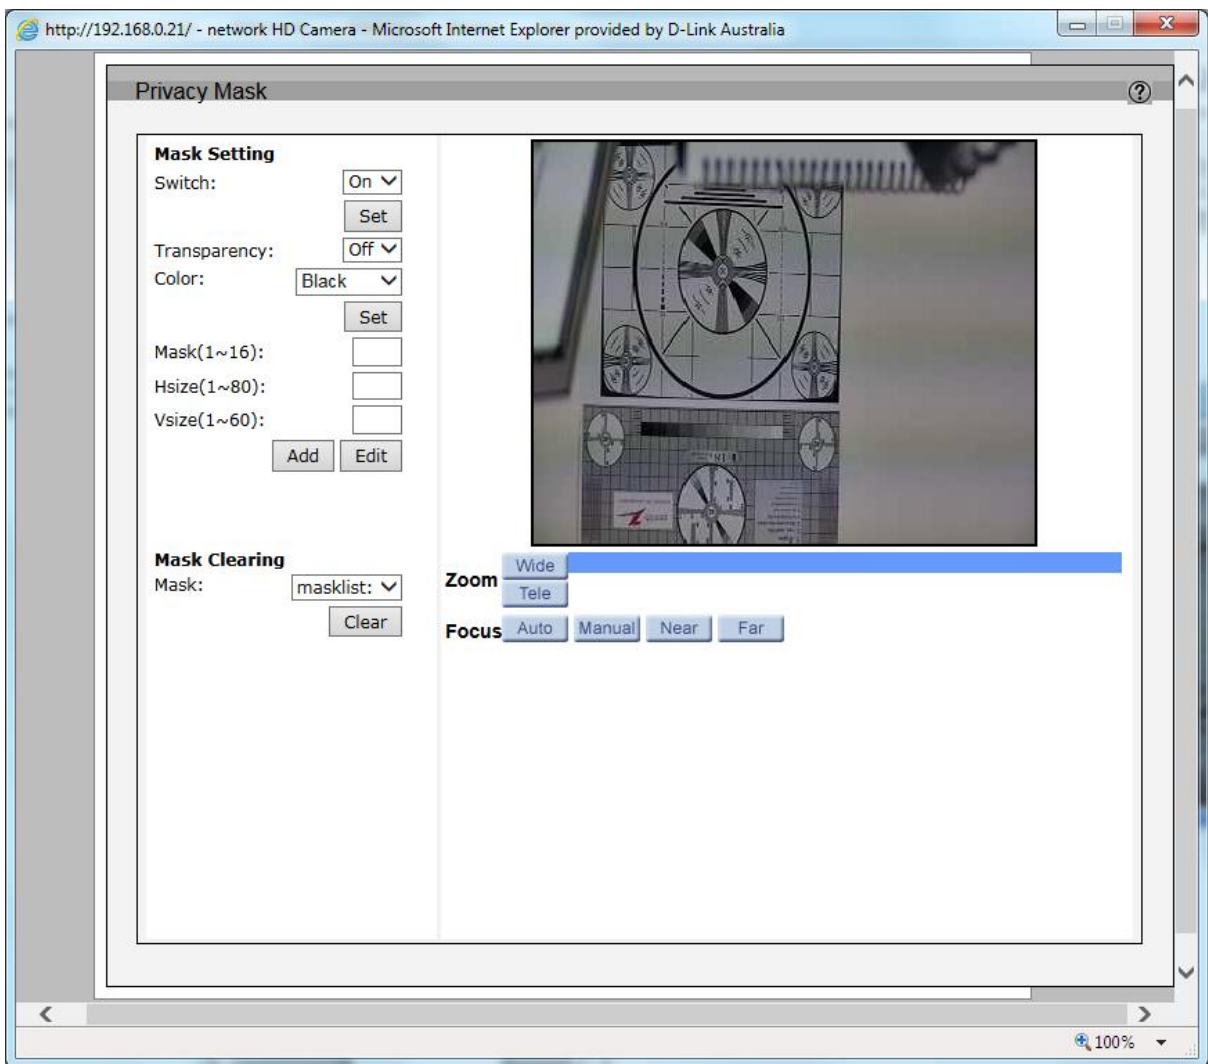 http://192.168.0.21/ - network HD Camera - Microsoft Internet Explorer provided by D-Link Australia
Privacy Mask
?
Mask Setting
Switch: On
Set
Transparency: Off
Color: Black
Set
Mask(1~16):
Hsize(1~80):
Vsize(1~60):
Add Edit
Mask Clearing
Mask: masklist:
Clear
Zoom Wide
Tele
Focus Auto Manual Near Far
100%